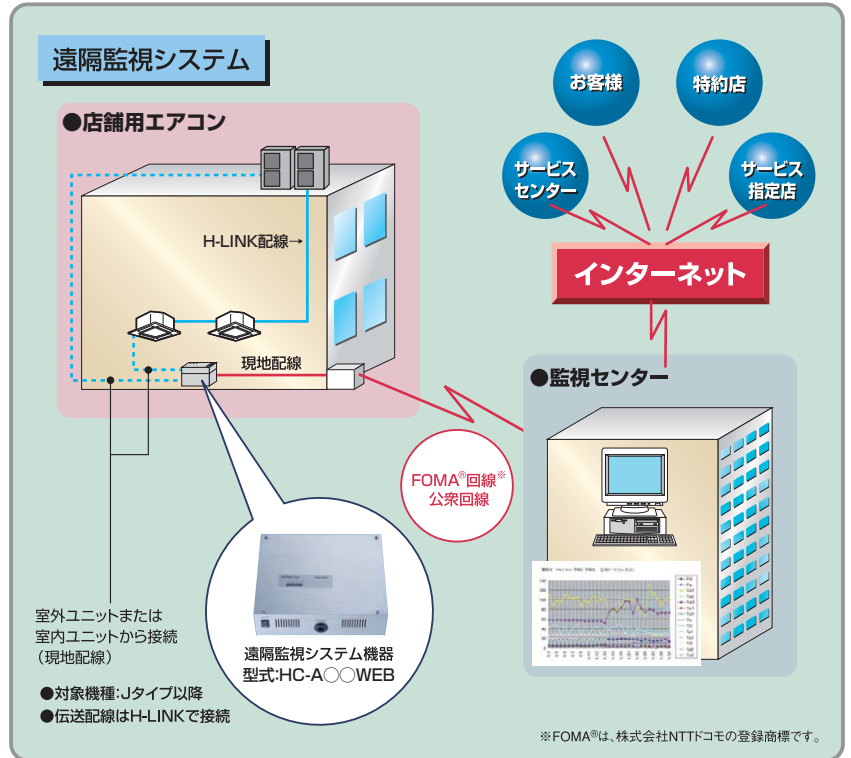 遠隔監視システム
●店舗用エアコン
お客様
特約店
サービス
センター
サービス
指定店
H-LINK配線→
インターネット
現地配線
●監視センター
FOMA®回線※
公衆回線
室外ユニットまたは
室内ユニットから接続
（現地配線）
遠隔監視システム機器
型式:HC-A○○WEB
●対象機種:Jタイプ以降
●伝送配線はH-LINKで接続
※FOMA®は、株式会社NTTドコモの登録商標です。